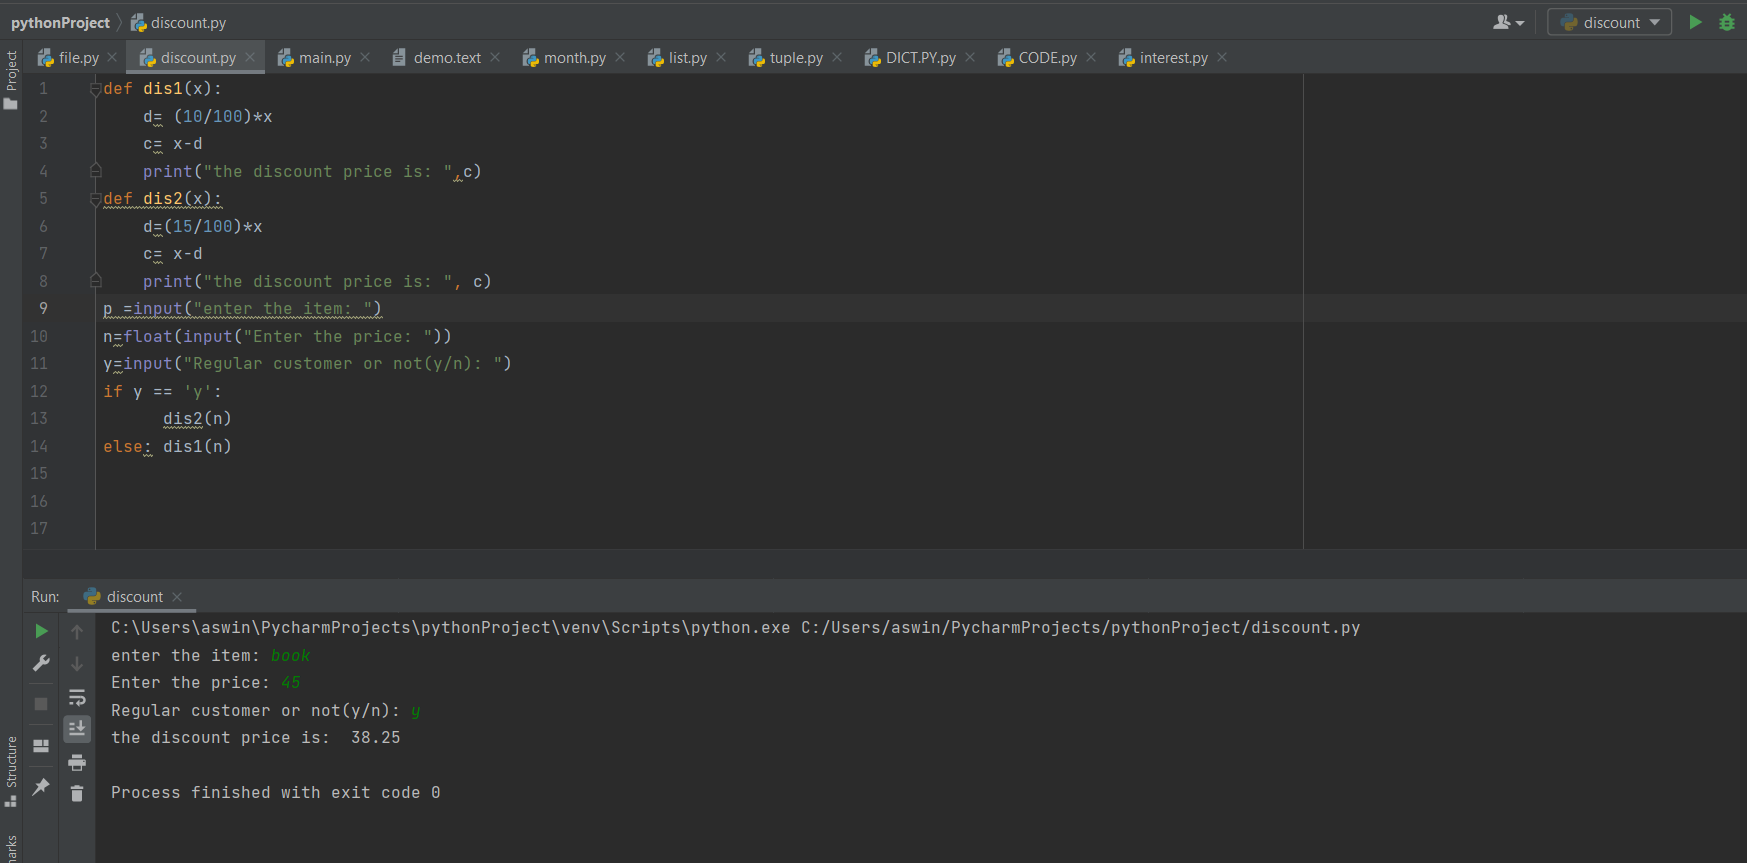 pythonProject discount.py discount
file.py discount.py main.py demo.text month.py list.py tuple.py DICT.PY.py CODE.py interest.py
Project
1 def dis1(x):
2 d= (10/100)*x
3 c= x-d
4 print("the discount price is: ",c)
5 def dis2(x):
6 d=(15/100)*x
7 c= x-d
8 print("the discount price is: ", c)
9 p =input("enter the item: ")
10 n=float(input("Enter the price: "))
11 y=input("Regular customer or not(y/n): ")
12 if y == 'y':
13 dis2(n)
14 else: dis1(n)
15
16
17
Run: discount
C:\Users\aswin\PycharmProjects\pythonProject\venv\Scripts\python.exe C:/Users/aswin/PycharmProjects/pythonProject/discount.py
enter the item: book
Enter the price: 45
Regular customer or not(y/n): y
the discount price is:  38.25
Process finished with exit code 0
Structure